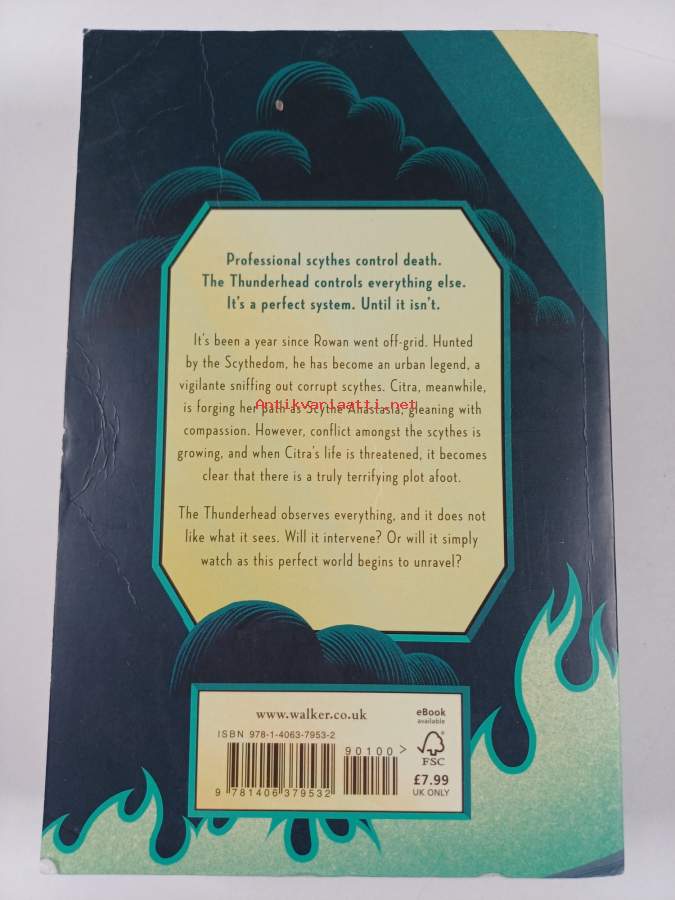 Professional scythes control death.
The Thunderhead controls everything else.
It's a perfect system. Until it isn't.
It's been a year since Rowan went off-grid. Hunted
by the Scythedom, he has become an urban legend, a
vigilante sniffing out corrupt scythes. Citra, meanwhile,
Antikvariaatti.net
is forging her path as Scythe Anastasia, gleaning with
compassion. However, conflict amongst the scythes is
growing, and when Citra's life is threatened, it becomes
clear that there is a truly terrifying plot afoot.
The Thunderhead observes everything, and it does not
like what it sees. Will it intervene? Or will it simply
watch as this perfect world begins to unravel?
www.walker.co.uk
ISBN 978-1-4063-7953-2
90100 >
9 781406 379532
eBook
available
FSC
£7.99
UK ONLY